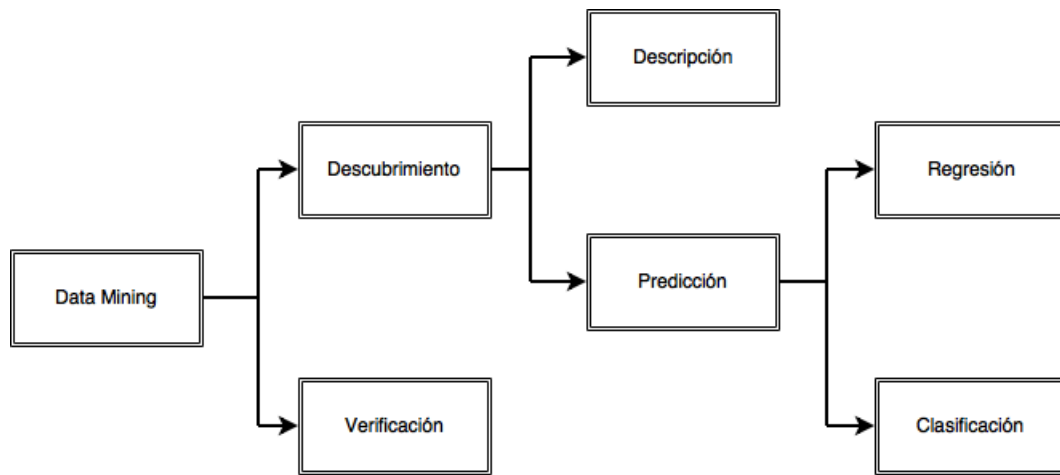 Descripción
Descubrimiento
Regresión
Data Mining
Predicción
Verificación
Clasificación